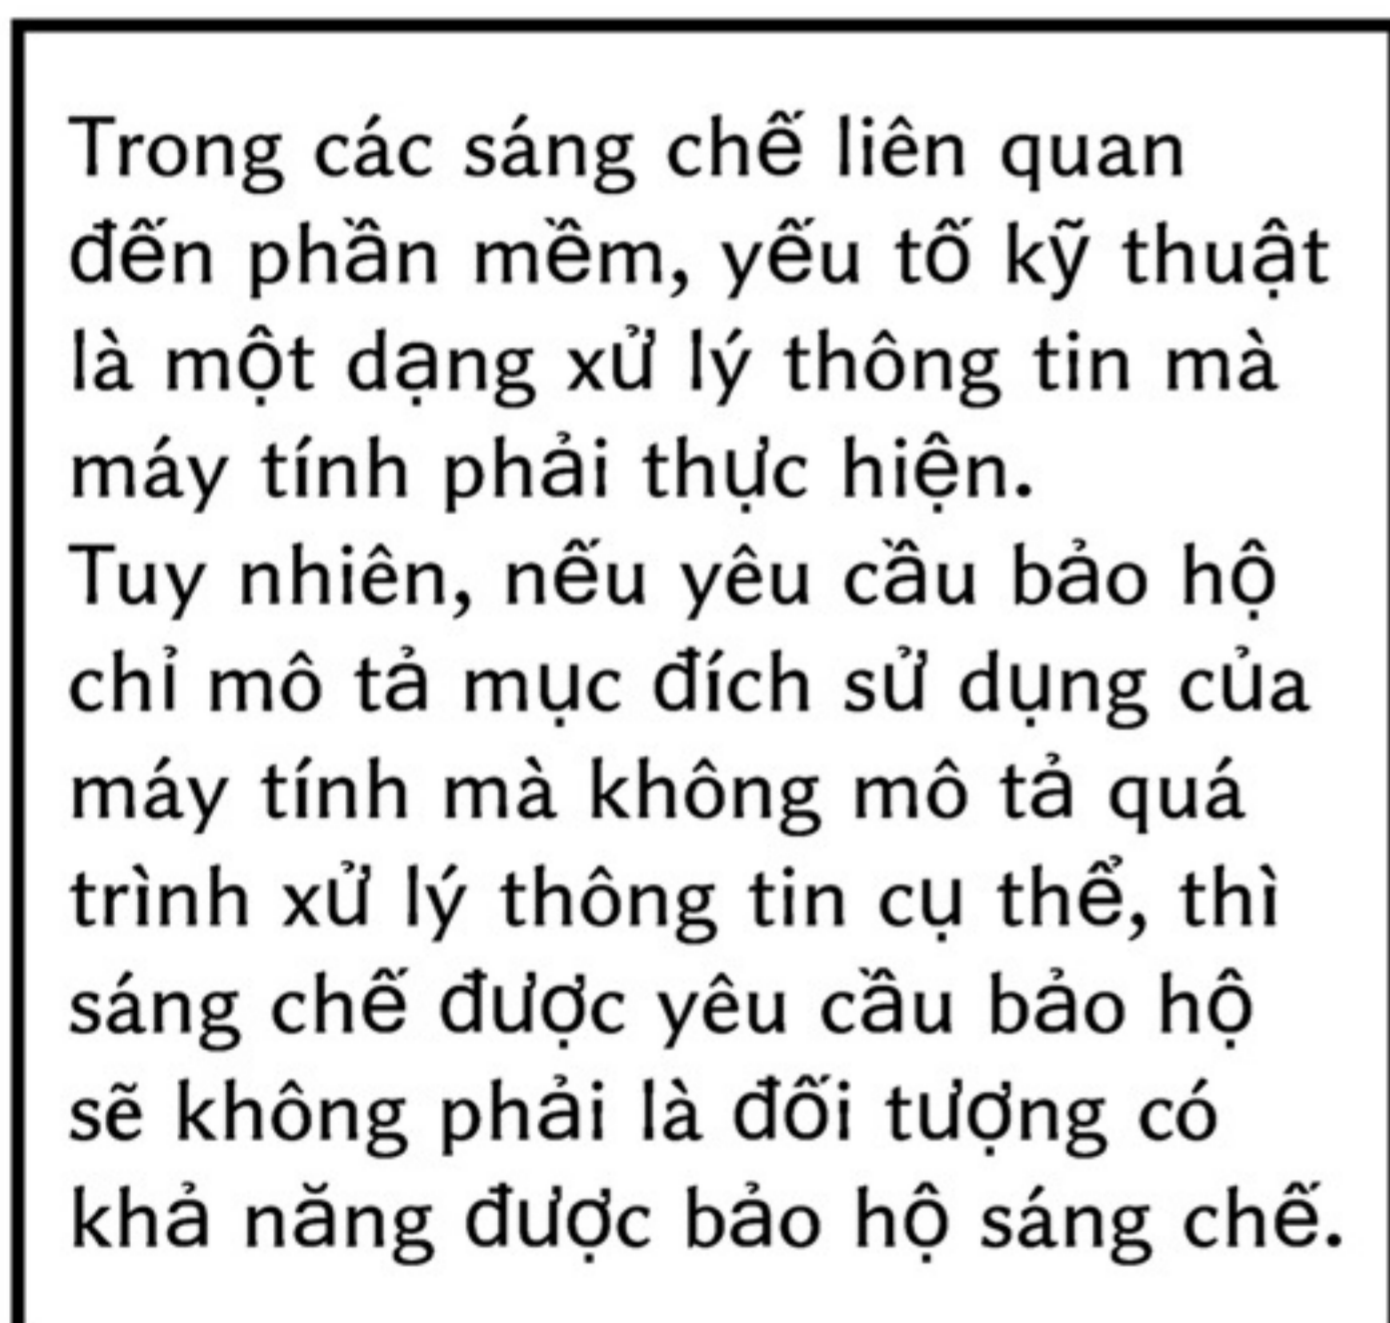 Trong các sáng chế liên quan
đến phần mềm, yếu tố kỹ thuật
là một dạng xử lý thông tin mà
máy tính phải thực hiện.
Tuy nhiên, nếu yêu cầu bảo hộ
chỉ mô tả mục đích sử dụng của
máy tính mà không mô tả quá
trình xử lý thông tin cụ thể, thì
sáng chế được yêu cầu bảo hộ
sẽ không phải là đối tượng có
khả năng được bảo hộ sáng chế.